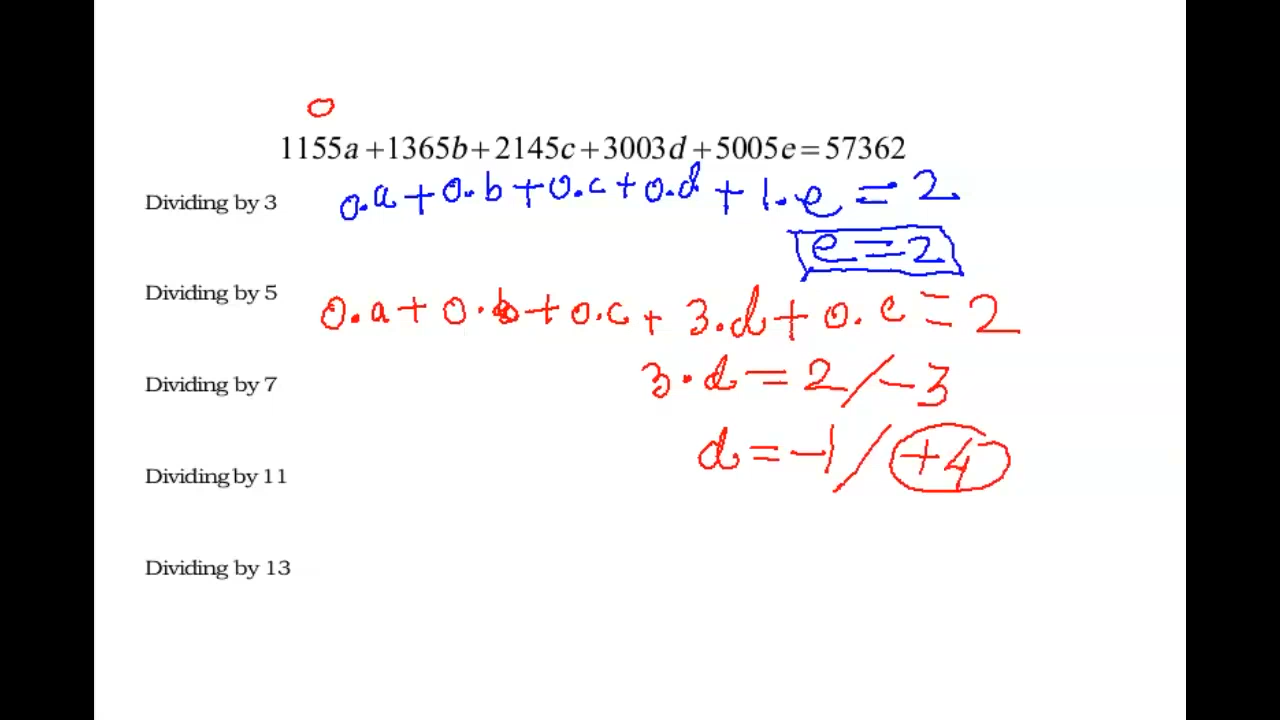 0
1155a + 1365b + 2145c + 3003d + 5005e = 57362
Dividing by 3
0.a + 0.b + 0.c + 0.d + 1.e = 2
e = 2
Dividing by 5
0.a + 0.b + 0.c + 3.d + 0.e = 2
Dividing by 7
3.d = 2 / -3
d = -1 / +4
Dividing by 11
Dividing by 13